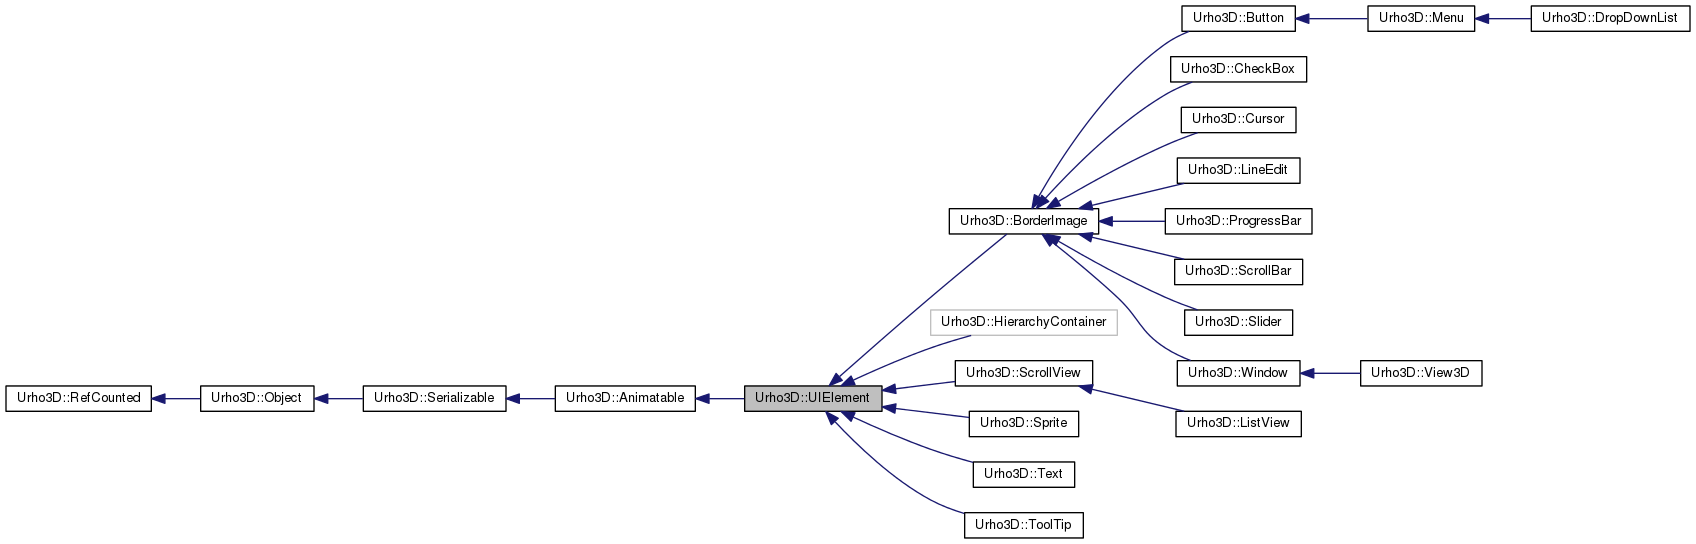 Urho3D::Button
Urho3D::Menu
Urho3D::DropDownList
Urho3D::CheckBox
Urho3D::Cursor
Urho3D::LineEdit
Urho3D::BorderImage
Urho3D::ProgressBar
Urho3D::ScrollBar
Urho3D::HierarchyContainer
Urho3D::Slider
Urho3D::ScrollView
Urho3D::Window
Urho3D::View3D
Urho3D::RefCounted
Urho3D::Object
Urho3D::Serializable
Urho3D::Animatable
Urho3D::UIElement
Urho3D::Sprite
Urho3D::ListView
Urho3D::Text
Urho3D::ToolTip